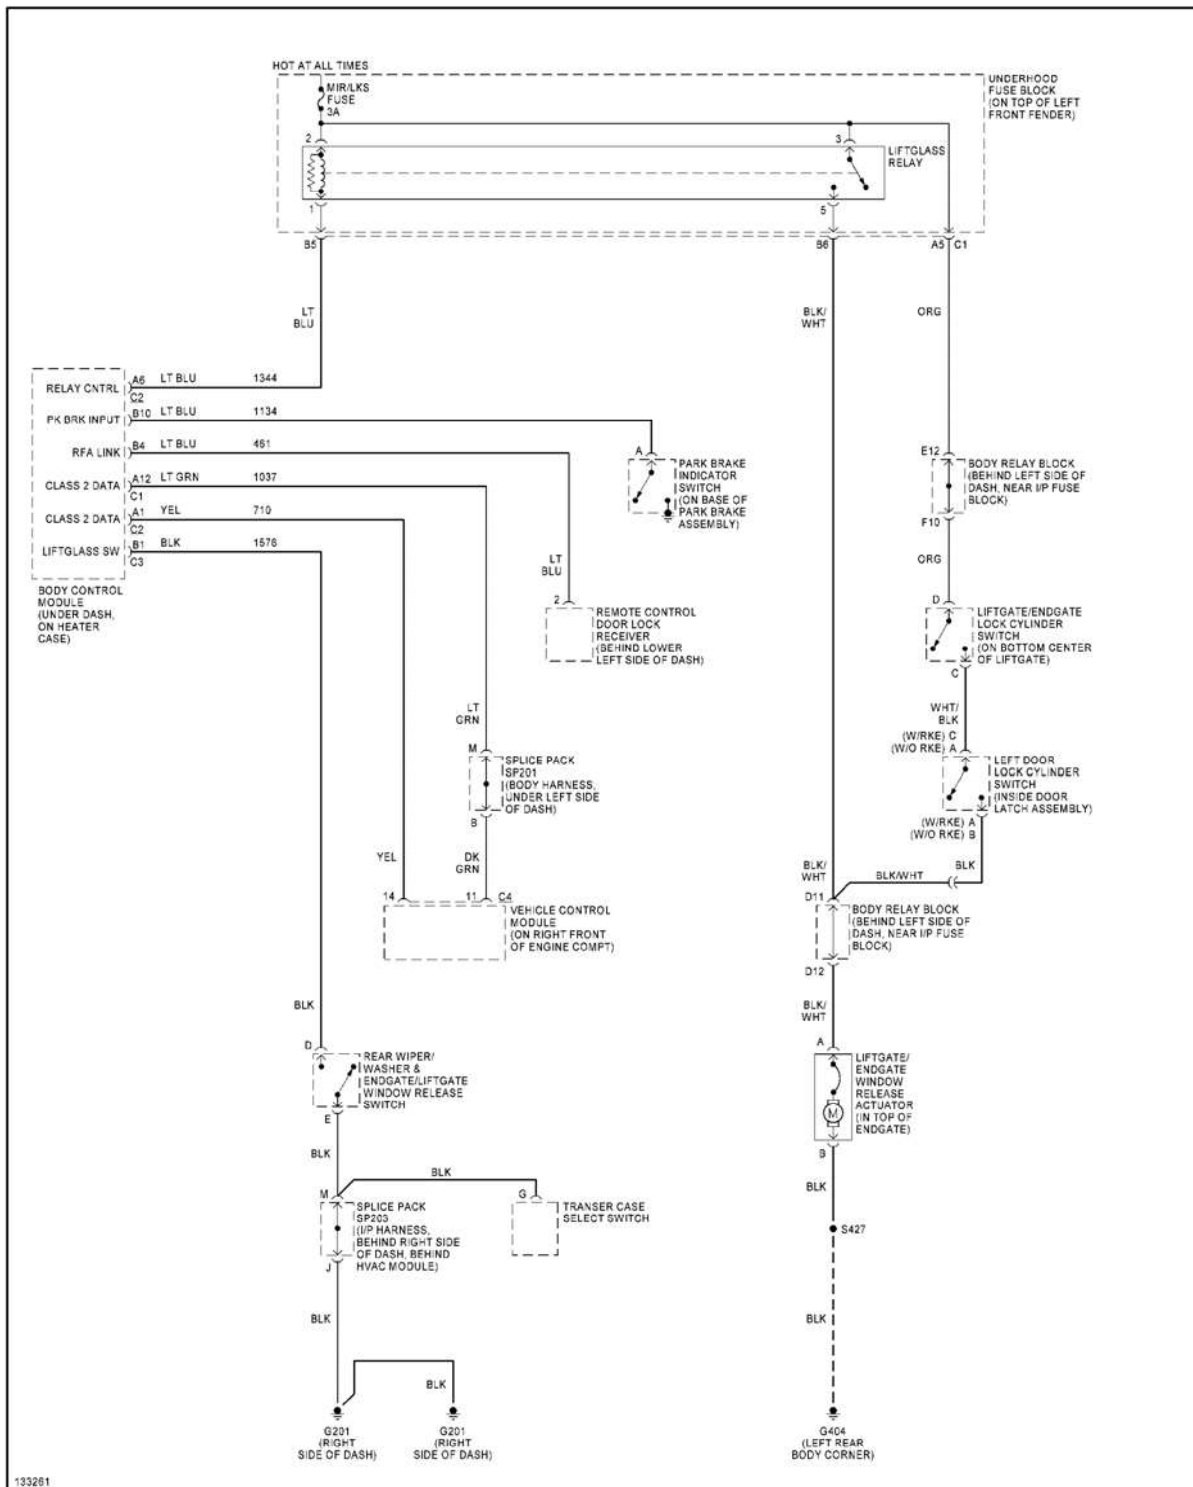 HOT AT ALL TIMES
MIR/LKS
FUSE
3A
UNDERHOOD
FUSE BLOCK
(ON TOP OF LEFT
FRONT FENDER)
2
3
LIFTGLASS
RELAY
1
5
B5
B6
A5
C1
LT
BLU
BLK/
WHT
ORG
RELAY CNTRL
A6
LT BLU
1344
C2
PK BRK INPUT
B10
LT BLU
1134
RFA LINK
B4
LT BLU
461
CLASS 2 DATA
A12
LT GRN
1037
C1
CLASS 2 DATA
A1
YEL
710
C2
LIFTGLASS SW
B1
BLK
1576
C3
BODY CONTROL
MODULE
(UNDER DASH,
ON HEATER
CASE)
A
PARK BRAKE
INDICATOR
SWITCH
(ON BASE OF
PARK BRAKE
ASSEMBLY)
E12
BODY RELAY BLOCK
(BEHIND LEFT SIDE OF
DASH, NEAR I/P FUSE
BLOCK)
F10
ORG
LT
BLU
2
REMOTE CONTROL
DOOR LOCK
RECEIVER
(BEHIND LOWER
LEFT SIDE OF DASH)
D
LIFTGATE/ENDGATE
LOCK CYLINDER
SWITCH
(ON BOTTOM CENTER
OF LIFTGATE)
C
WHT/
BLK
LT
GRN
(W/RKE) C
(W/O RKE) A
M
SPLICE PACK
SP201
(BODY HARNESS,
UNDER LEFT SIDE
OF DASH)
B
LEFT DOOR
LOCK CYLINDER
SWITCH
(INSIDE DOOR
LATCH ASSEMBLY)
(W/RKE) A
(W/O RKE) B
YEL
DK
GRN
BLK/
WHT
BLK/WHT
BLK
14
11
C4
VEHICLE CONTROL
MODULE
(ON RIGHT FRONT
OF ENGINE COMPT)
D11
BODY RELAY BLOCK
(BEHIND LEFT SIDE OF
DASH, NEAR I/P FUSE
BLOCK)
D12
BLK
BLK/
WHT
D
REAR WIPER/
WASHER &
ENDGATE/LIFTGATE
WINDOW RELEASE
SWITCH
E
A
LIFTGATE/
ENDGATE
WINDOW
RELEASE
ACTUATOR
(IN TOP OF
ENDGATE)
M
B
BLK
BLK
BLK
M
SPLICE PACK
SP203
(I/P HARNESS,
BEHIND RIGHT SIDE
OF DASH, BEHIND
HVAC MODULE)
J
G
TRANSER CASE
SELECT SWITCH
S427
BLK
BLK
BLK
G201
(RIGHT
SIDE OF DASH)
G201
(RIGHT
SIDE OF DASH)
G404
(LEFT REAR
BODY CORNER)
133261